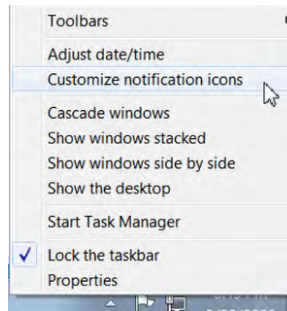 Toolbars
Adjust date/time
Customize notification icons
Cascade windows
Show windows stacked
Show windows side by side
Show the desktop
Start Task Manager
Lock the taskbar
Properties